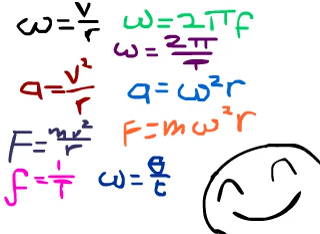 ω = v/r ω = 2πf
ω = 2π/T
a = v²/r a = ω²r
F = mv²/r F = mω²r
f = 1/T ω = θ/t